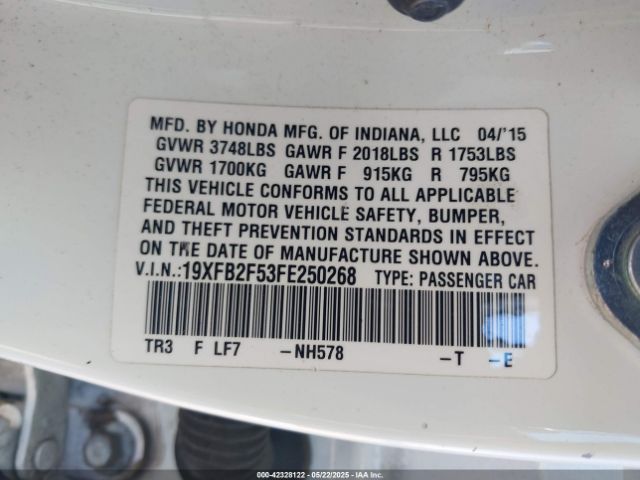 MFD. BY HONDA MFG. OF INDIANA, LLC 04/'15
GVWR 3748LBS GAWR F 2018LBS R 1753LBS
GVWR 1700KG GAWR F 915KG R 795KG
THIS VEHICLE CONFORMS TO ALL APPLICABLE
FEDERAL MOTOR VEHICLE SAFETY, BUMPER,
AND THEFT PREVENTION STANDARDS IN EFFECT
ON THE DATE OF MANUFACTURE SHOWN ABOVE.
V.I.N.:19XFB2F53FE250268 TYPE: PASSENGER CAR
TR3 F LF7 -NH578 -T -E
000-42328122 - 05/22/2025 - IAAI.COM